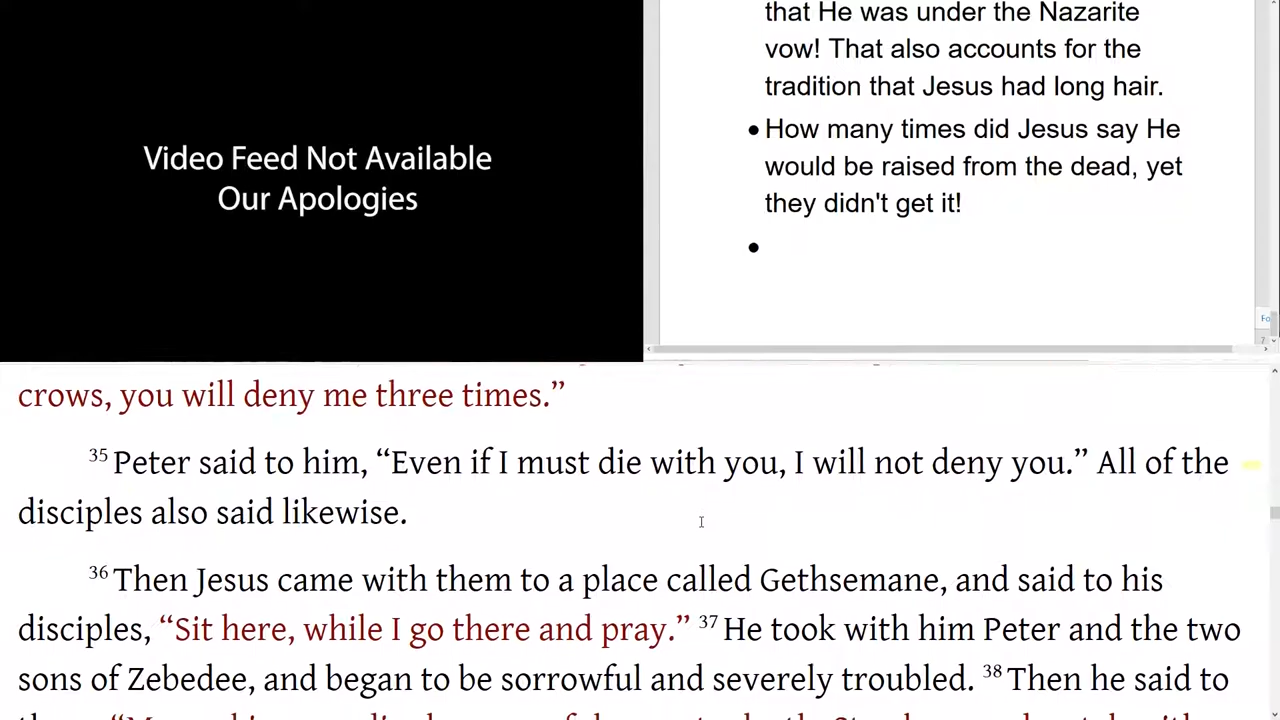 Video Feed Not Available
Our Apologies
that He was under the Nazarite
vow! That also accounts for the
tradition that Jesus had long hair.
• How many times did Jesus say He
would be raised from the dead, yet
they didn't get it!
•
Fo
7
crows, you will deny me three times.”
35 Peter said to him, “Even if I must die with you, I will not deny you.” All of the
disciples also said likewise.
36 Then Jesus came with them to a place called Gethsemane, and said to his
disciples, “Sit here, while I go there and pray.” 37 He took with him Peter and the two
sons of Zebedee, and began to be sorrowful and severely troubled. 38 Then he said to